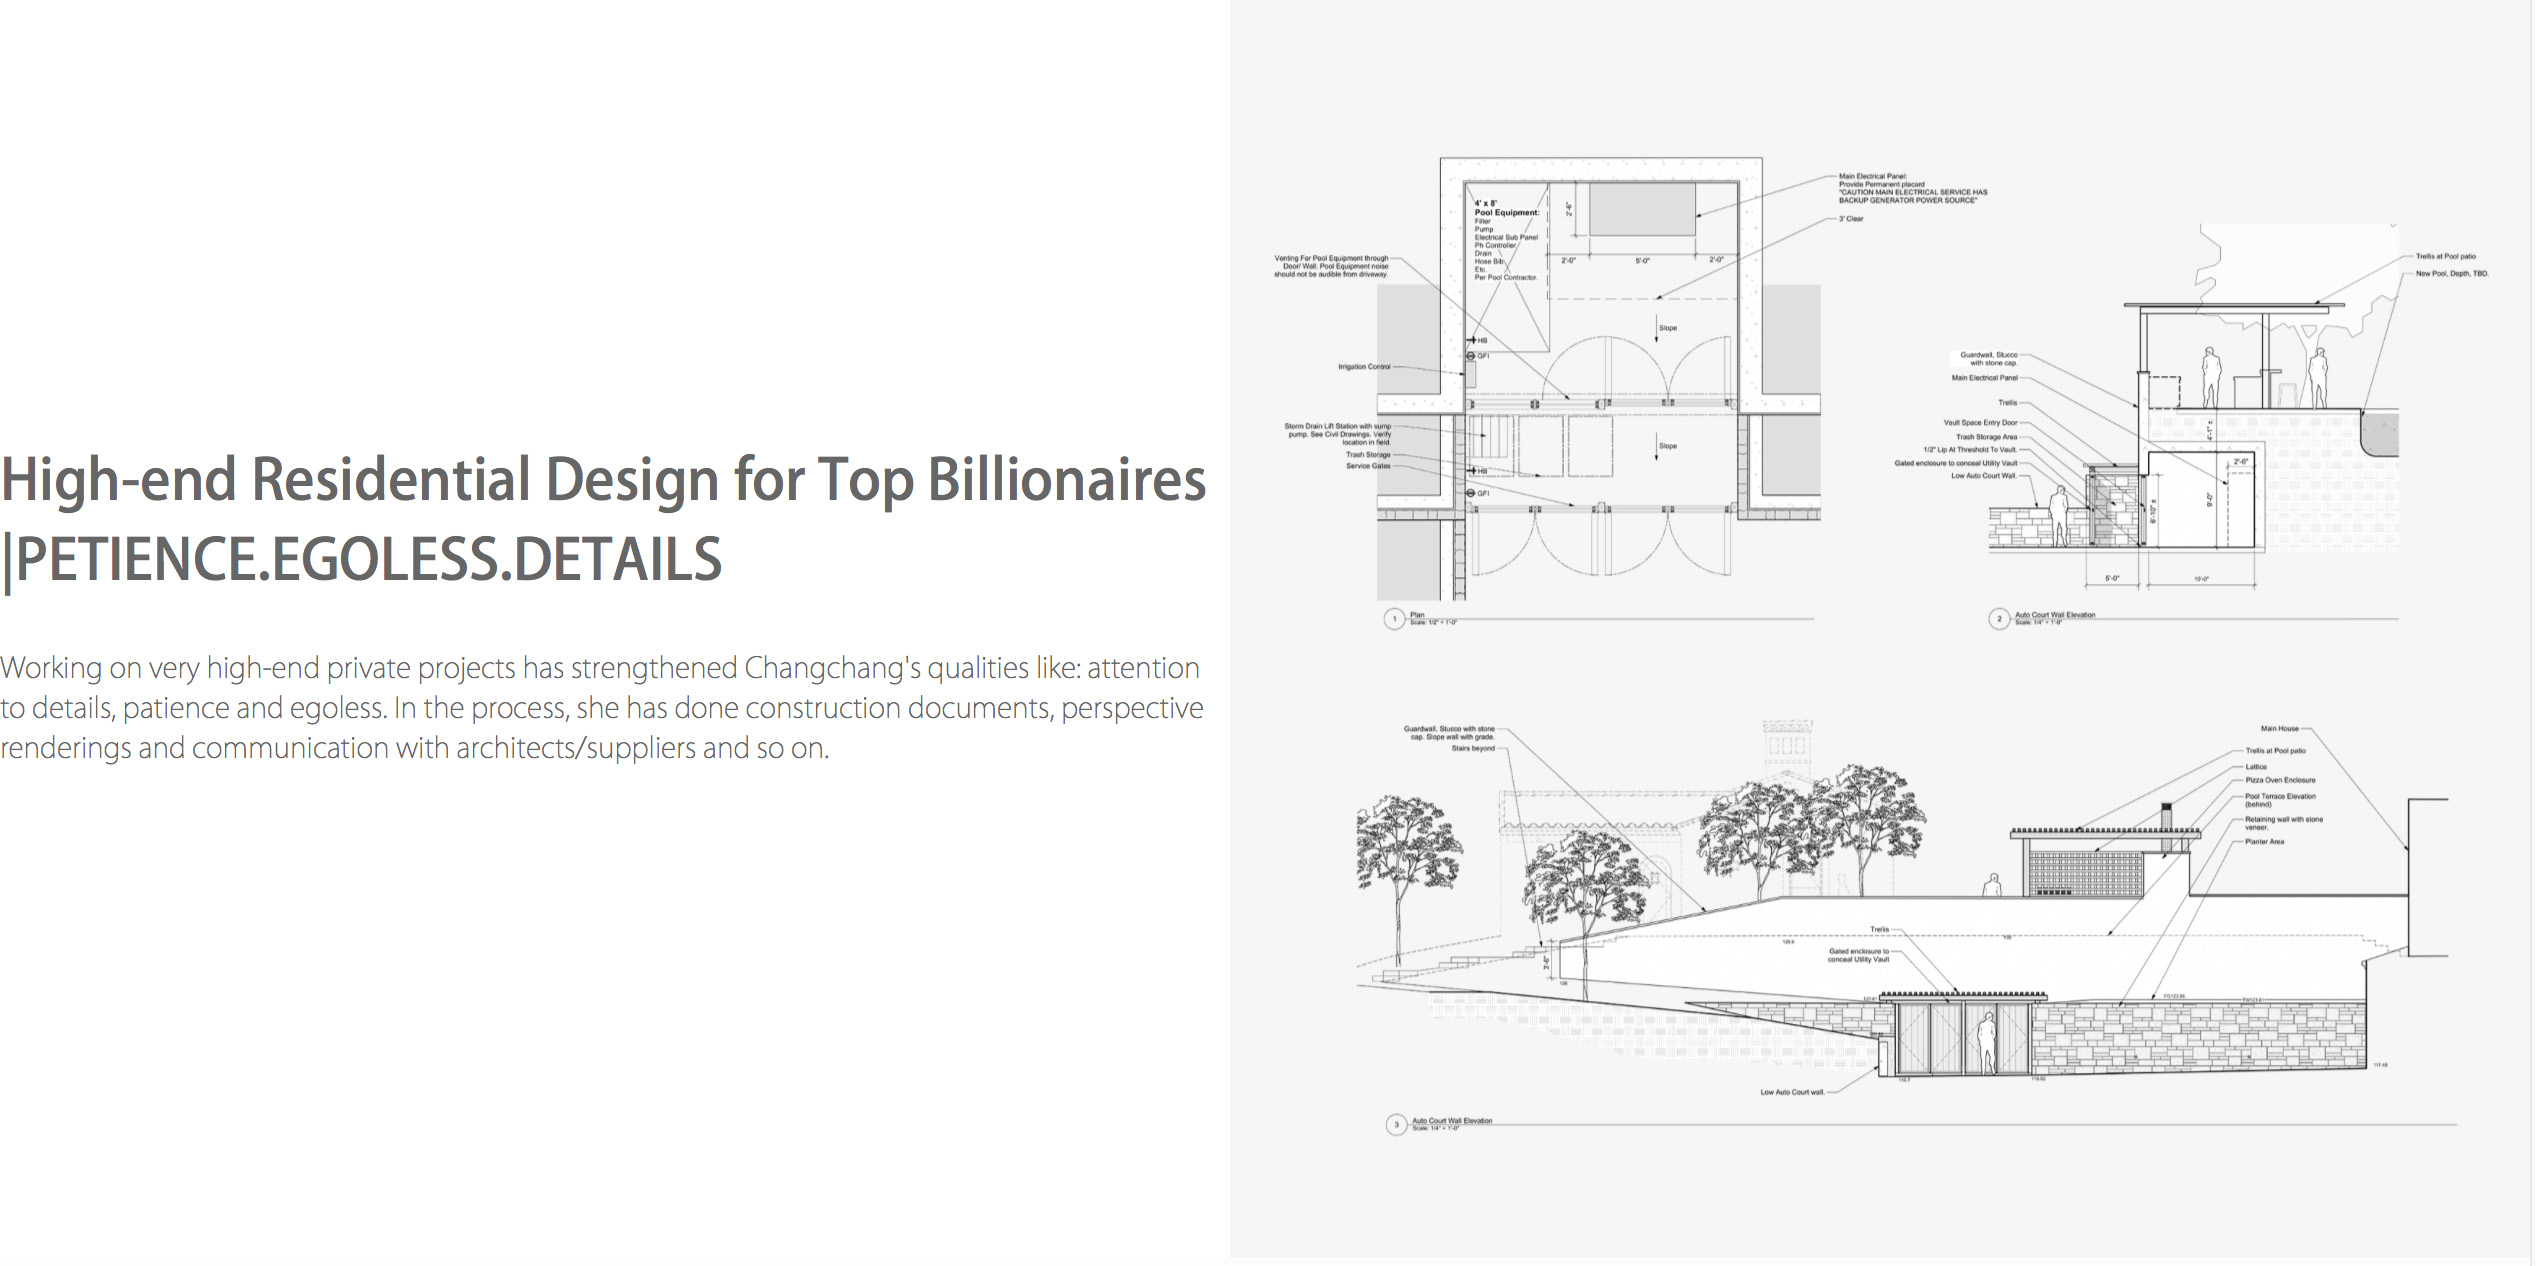 High-end Residential Design for Top Billionaires
|PETIENCE.EGOLESS.DETAILS
Working on very high-end private projects has strengthened Changchang's qualities like: attention
to details, patience and egoless. In the process, she has done construction documents, perspective
renderings and communication with architects/suppliers and so on.
4' x 8'
Pool Equipment:
Filter
Pump
Electrical Sub Panel
Ph Controller
Drain
Hose Bib
Etc.
Per Pool Contractor.
2'-6"
2'-0"
5'-0"
2'-0"
Main Electrical Panel:
Provide Permanent placard
"CAUTION MAIN ELECTRICAL SERVICE HAS
BACKUP GENERATOR POWER SOURCE"
3' Clear
Venting For Pool Equipment through
Door/ Wall. Pool Equipment noise
should not be audible from driveway.
Slope
HB
GFI
Irrigation Control
Storm Drain Lift Station with sump
pump. See Civil Drawings. Verify
location in field.
Trash Storage
Service Gates
Slope
HB
GFI
1
Plan
Scale: 1/2" = 1'-0"
Trellis at Pool patio
New Pool, Depth, TBD.
Guardwall, Stucco
with stone cap.
Main Electrical Panel
Trellis
Vault Space Entry Door
Trash Storage Area
1/2" Lip At Threshold To Vault.
Gated enclosure to conceal Utility Vault
Low Auto Court Wall.
4'-1" ±
2'-6"
9'-0"
6'-10" ±
5'-0"
10'-0"
2
Auto Court Wall Elevation
Scale: 1/4" = 1'-0"
Guardwall, Stucco with stone
cap. Slope wall with grade.
Stairs beyond
Main House
Trellis at Pool patio
Lattice
Pizza Oven Enclosure
Pool Terrace Elevation
(behind)
Retaining wall with stone
veneer.
Planter Area
Trellis
Gated enclosure to
conceal Utility Vault
3'-6"
126
FG123.66
119.62
117.46
Low Auto Court wall.
3
Auto Court Wall Elevation
Scale: 1/4" = 1'-0"